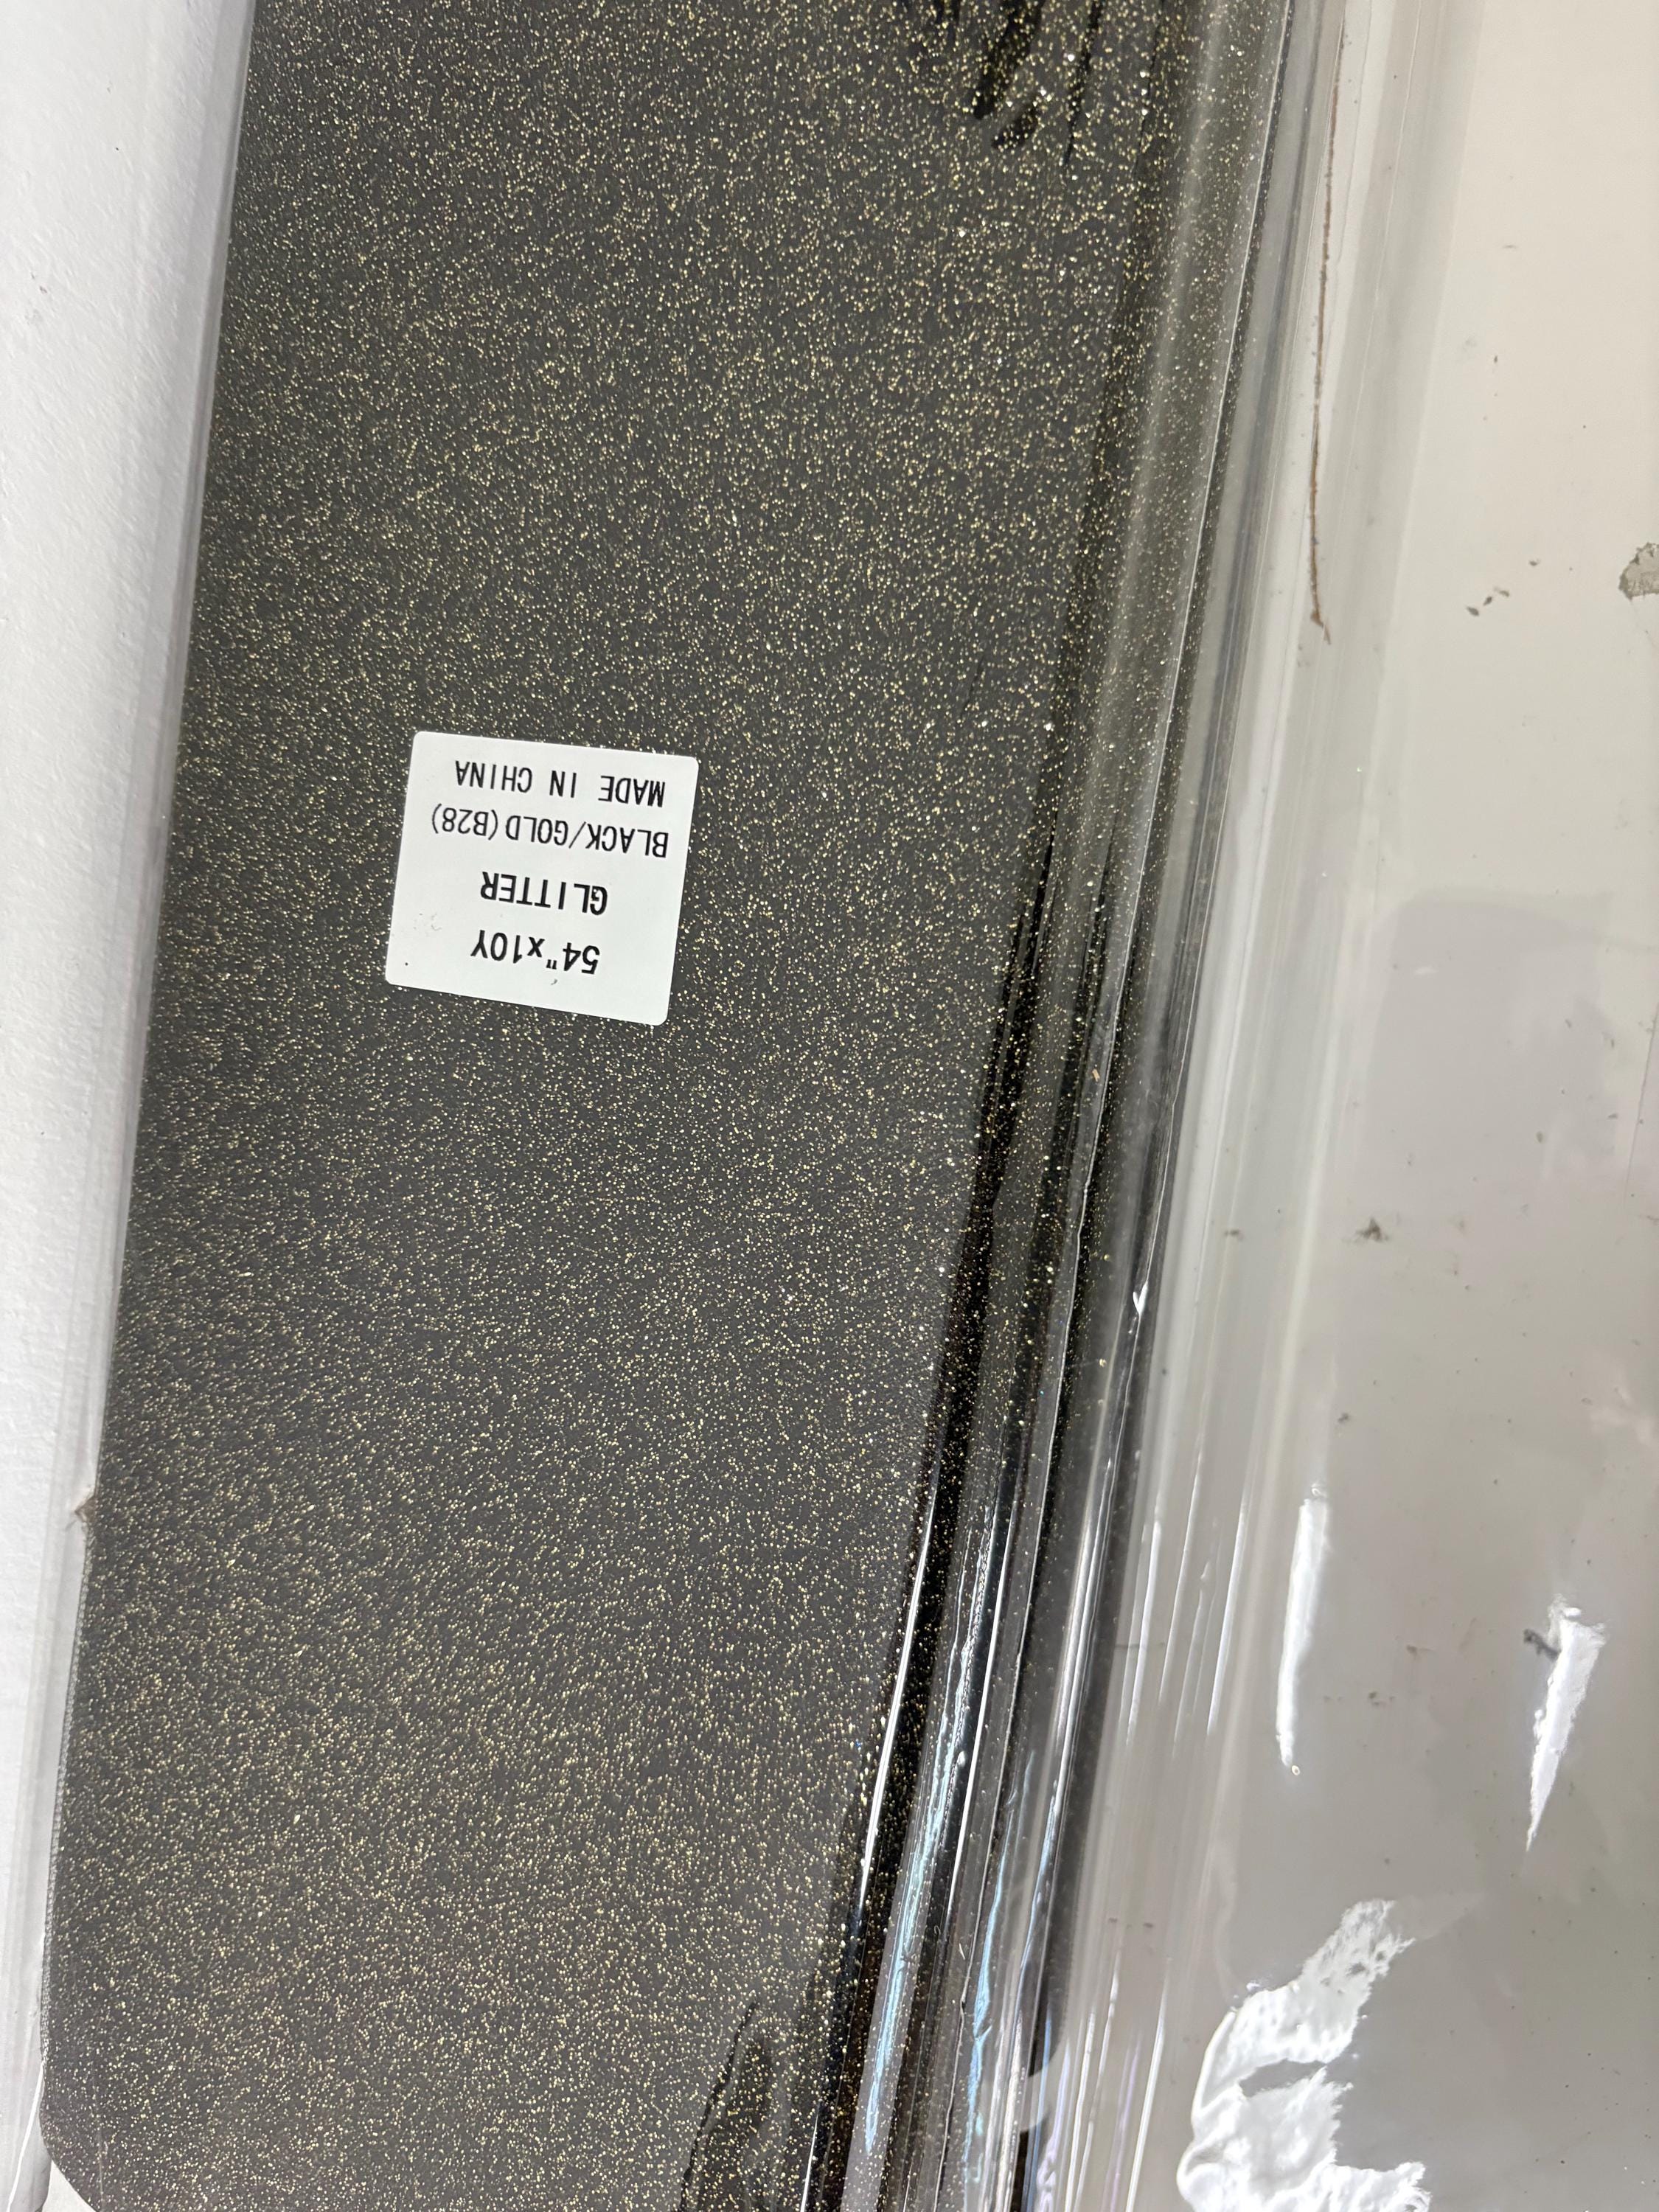 54"x10Y
GLITTER
BLACK/GOLD(B28)
MADE IN CHINA